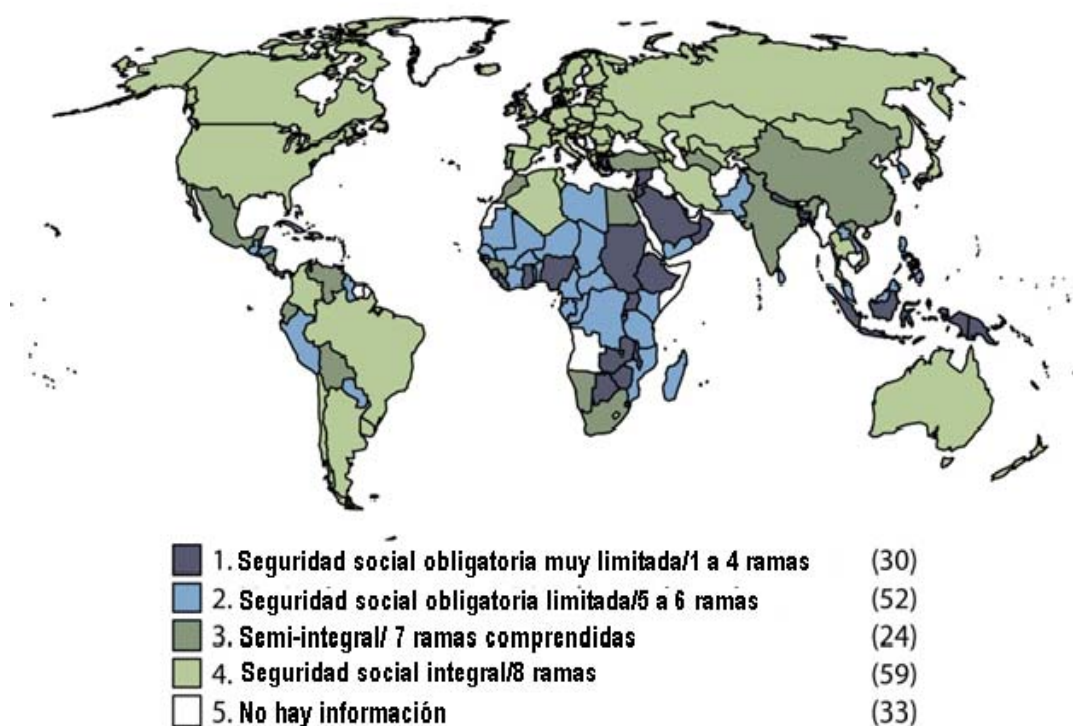 1. Seguridad social obligatoria muy limitada/1 a 4 ramas (30)
2. Seguridad social obligatoria limitada/5 a 6 ramas (52)
3. Semi-integral/ 7 ramas comprendidas (24)
4. Seguridad social integral/8 ramas (59)
5. No hay información (33)